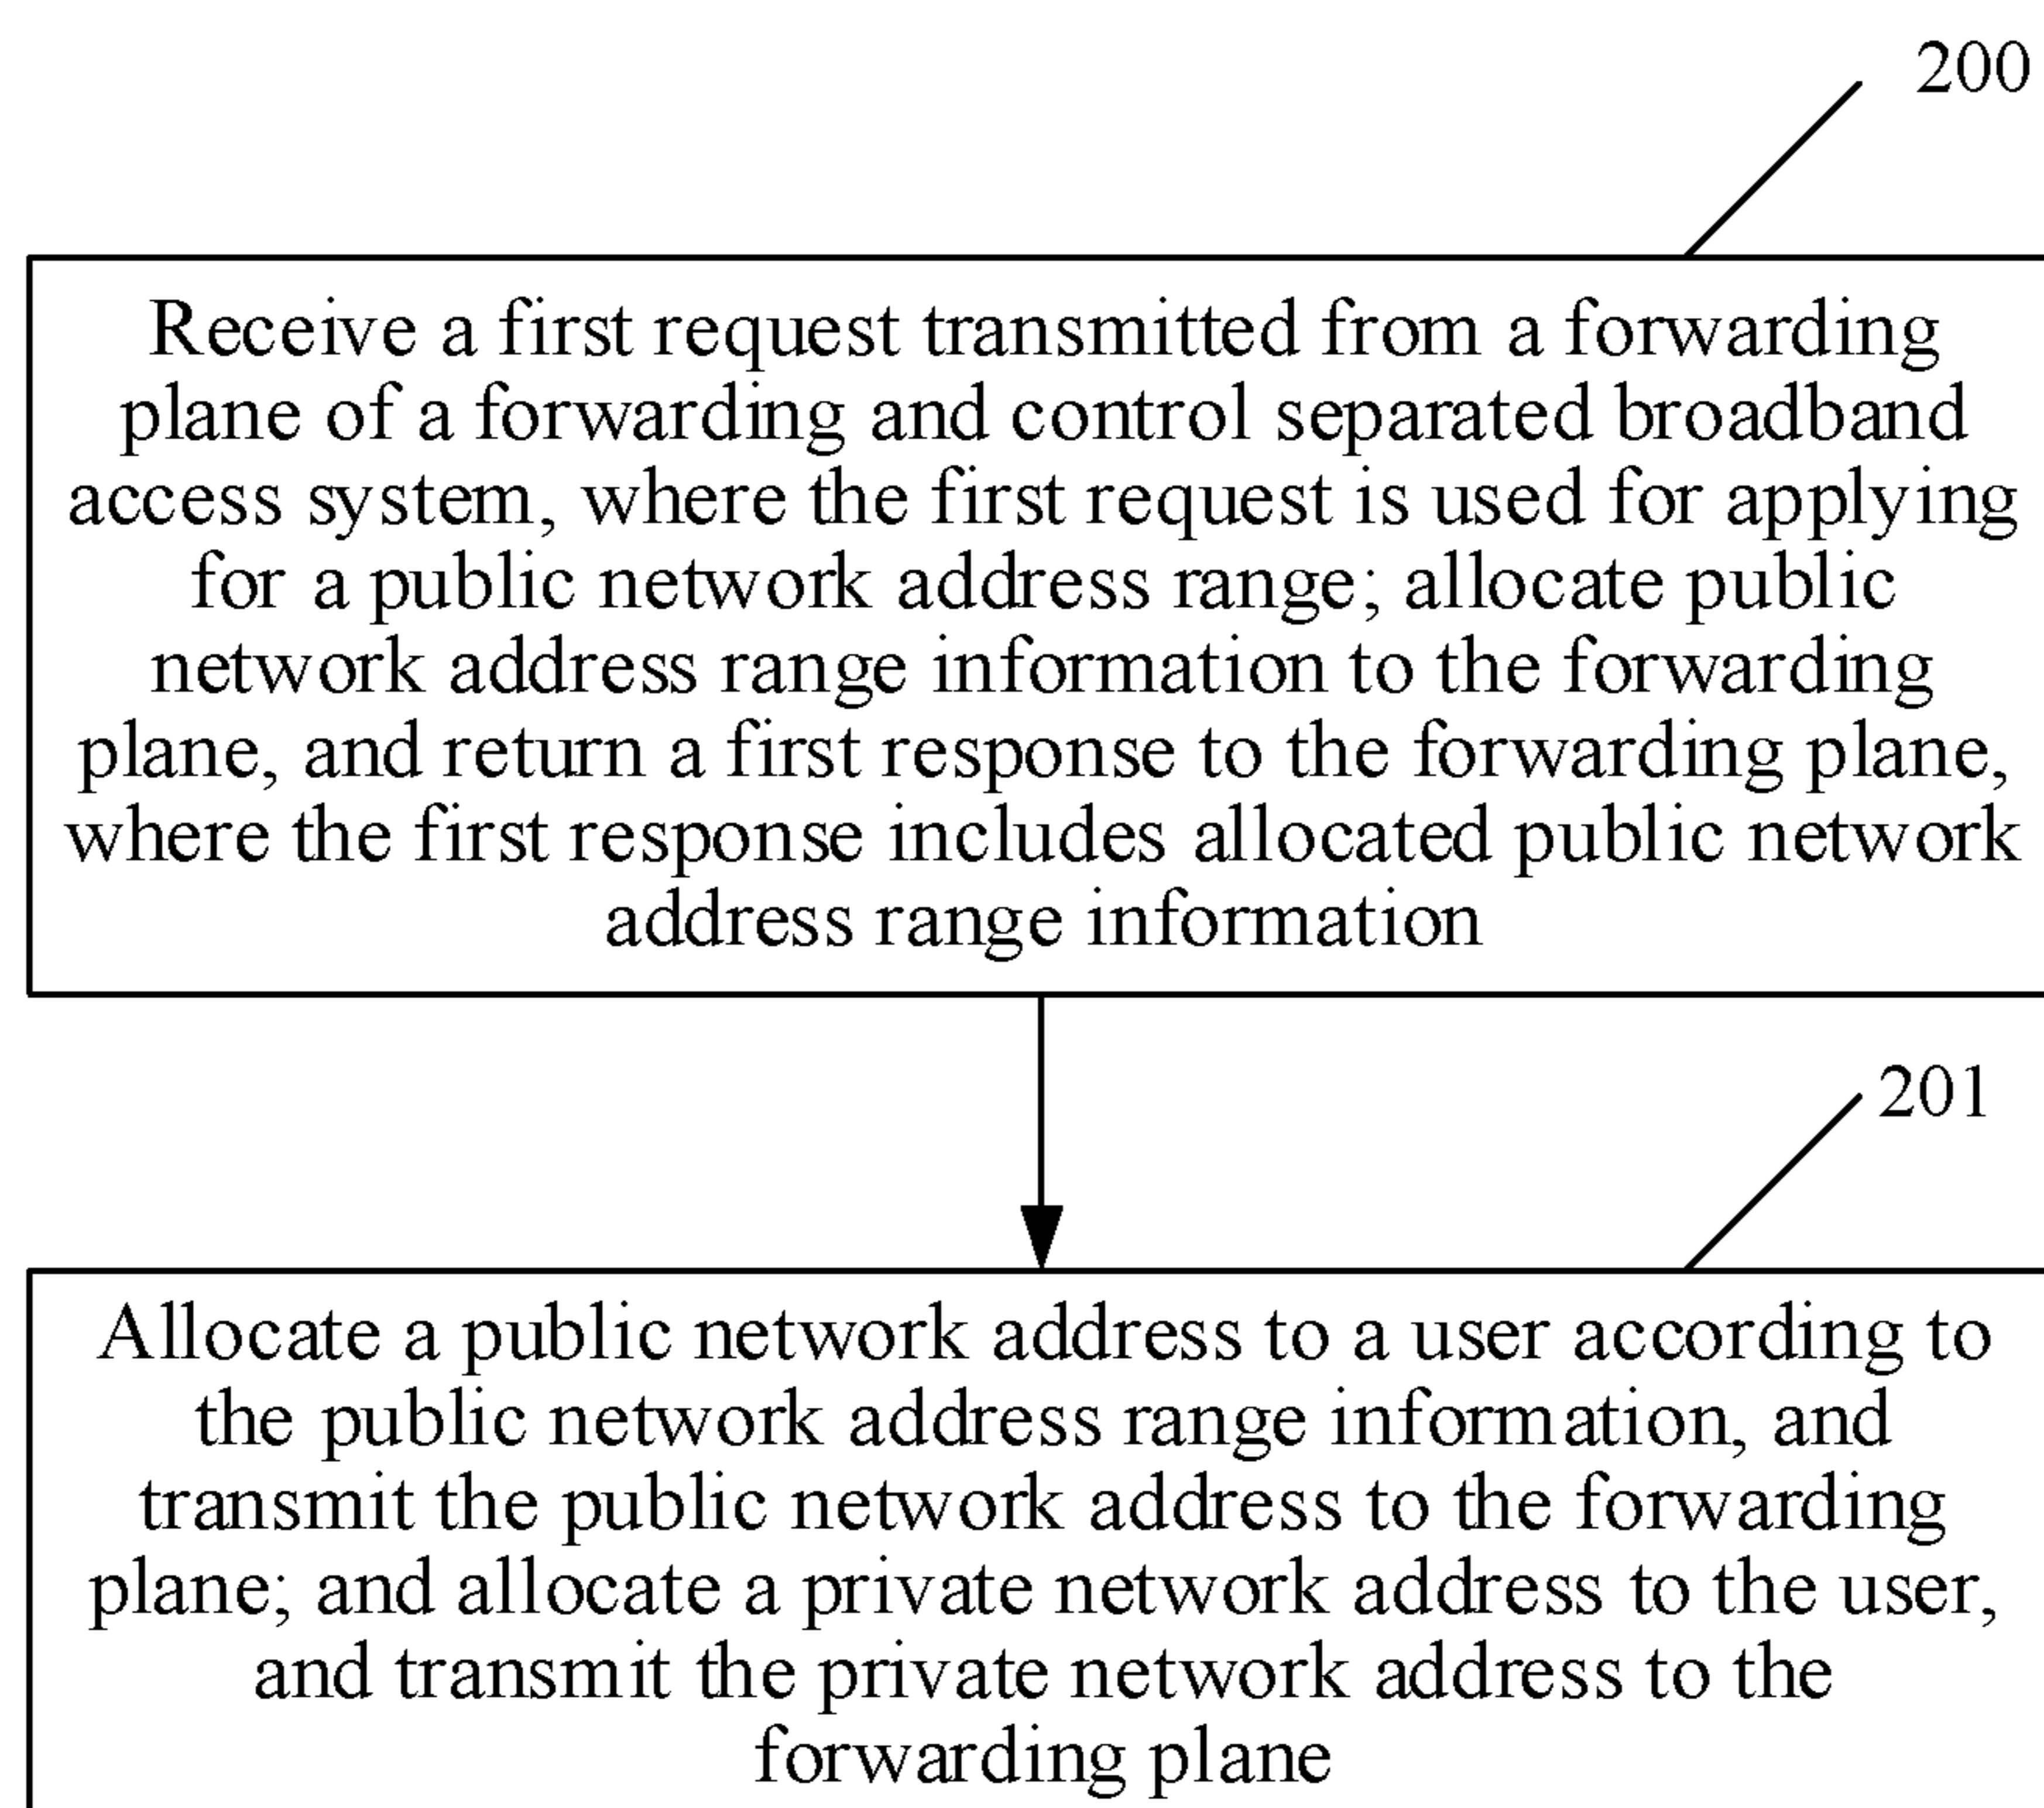 200
Receive a first request transmitted from a forwarding
plane of a forwarding and control separated broadband
access system, where the first request is used for applying
for a public network address range; allocate public
network address range information to the forwarding
plane, and return a first response to the forwarding plane,
where the first response includes allocated public network
address range information
201
Allocate a public network address to a user according to
the public network address range information, and
transmit the public network address to the forwarding
plane; and allocate a private network address to the user,
and transmit the private network address to the
forwarding plane